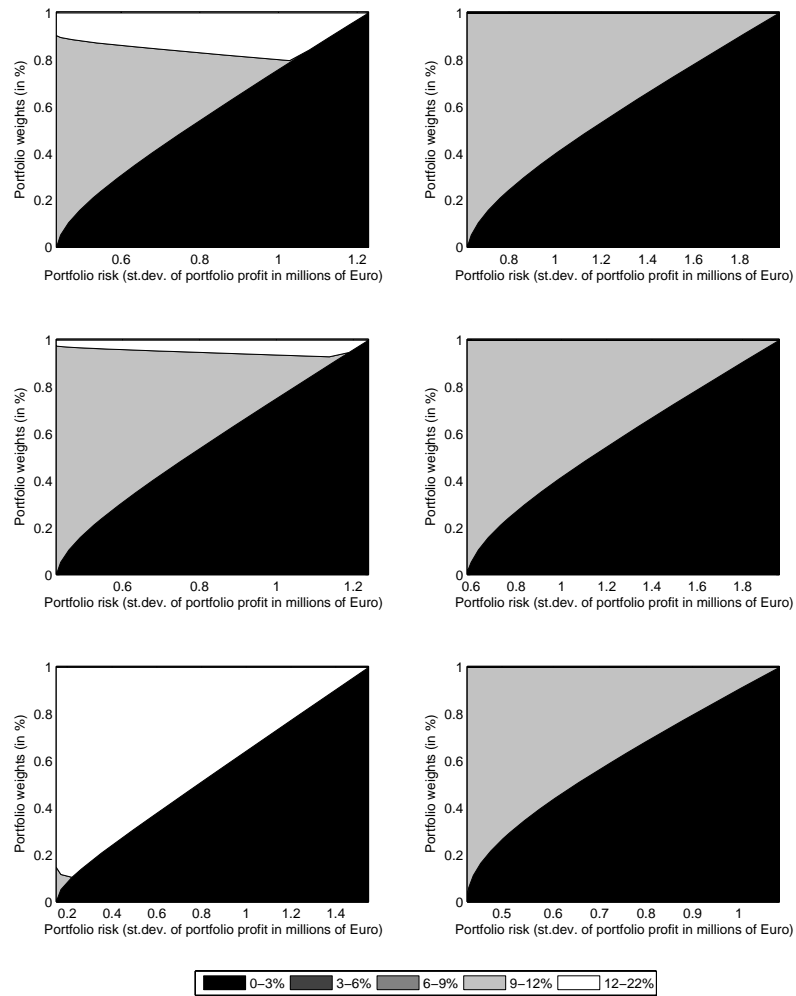 1
0.8
0.6
0.4
0.2
0
Portfolio weights (in %)
0.6 0.8 1 1.2
Portfolio risk (st.dev. of portfolio profit in millions of Euro)
1
0.8
0.6
0.4
0.2
0
Portfolio weights (in %)
0.8 1 1.2 1.4 1.6 1.8
Portfolio risk (st.dev. of portfolio profit in millions of Euro)
1
0.8
0.6
0.4
0.2
0
Portfolio weights (in %)
0.6 0.8 1 1.2
Portfolio risk (st.dev. of portfolio profit in millions of Euro)
1
0.8
0.6
0.4
0.2
0
Portfolio weights (in %)
0.6 0.8 1 1.2 1.4 1.6 1.8
Portfolio risk (st.dev. of portfolio profit in millions of Euro)
1
0.8
0.6
0.4
0.2
0
Portfolio weights (in %)
0.2 0.4 0.6 0.8 1 1.2 1.4
Portfolio risk (st.dev. of portfolio profit in millions of Euro)
1
0.8
0.6
0.4
0.2
0
Portfolio weights (in %)
0.5 0.6 0.7 0.8 0.9 1
Portfolio risk (st.dev. of portfolio profit in millions of Euro)
0−3% 3−6% 6−9% 9−12% 12−22%